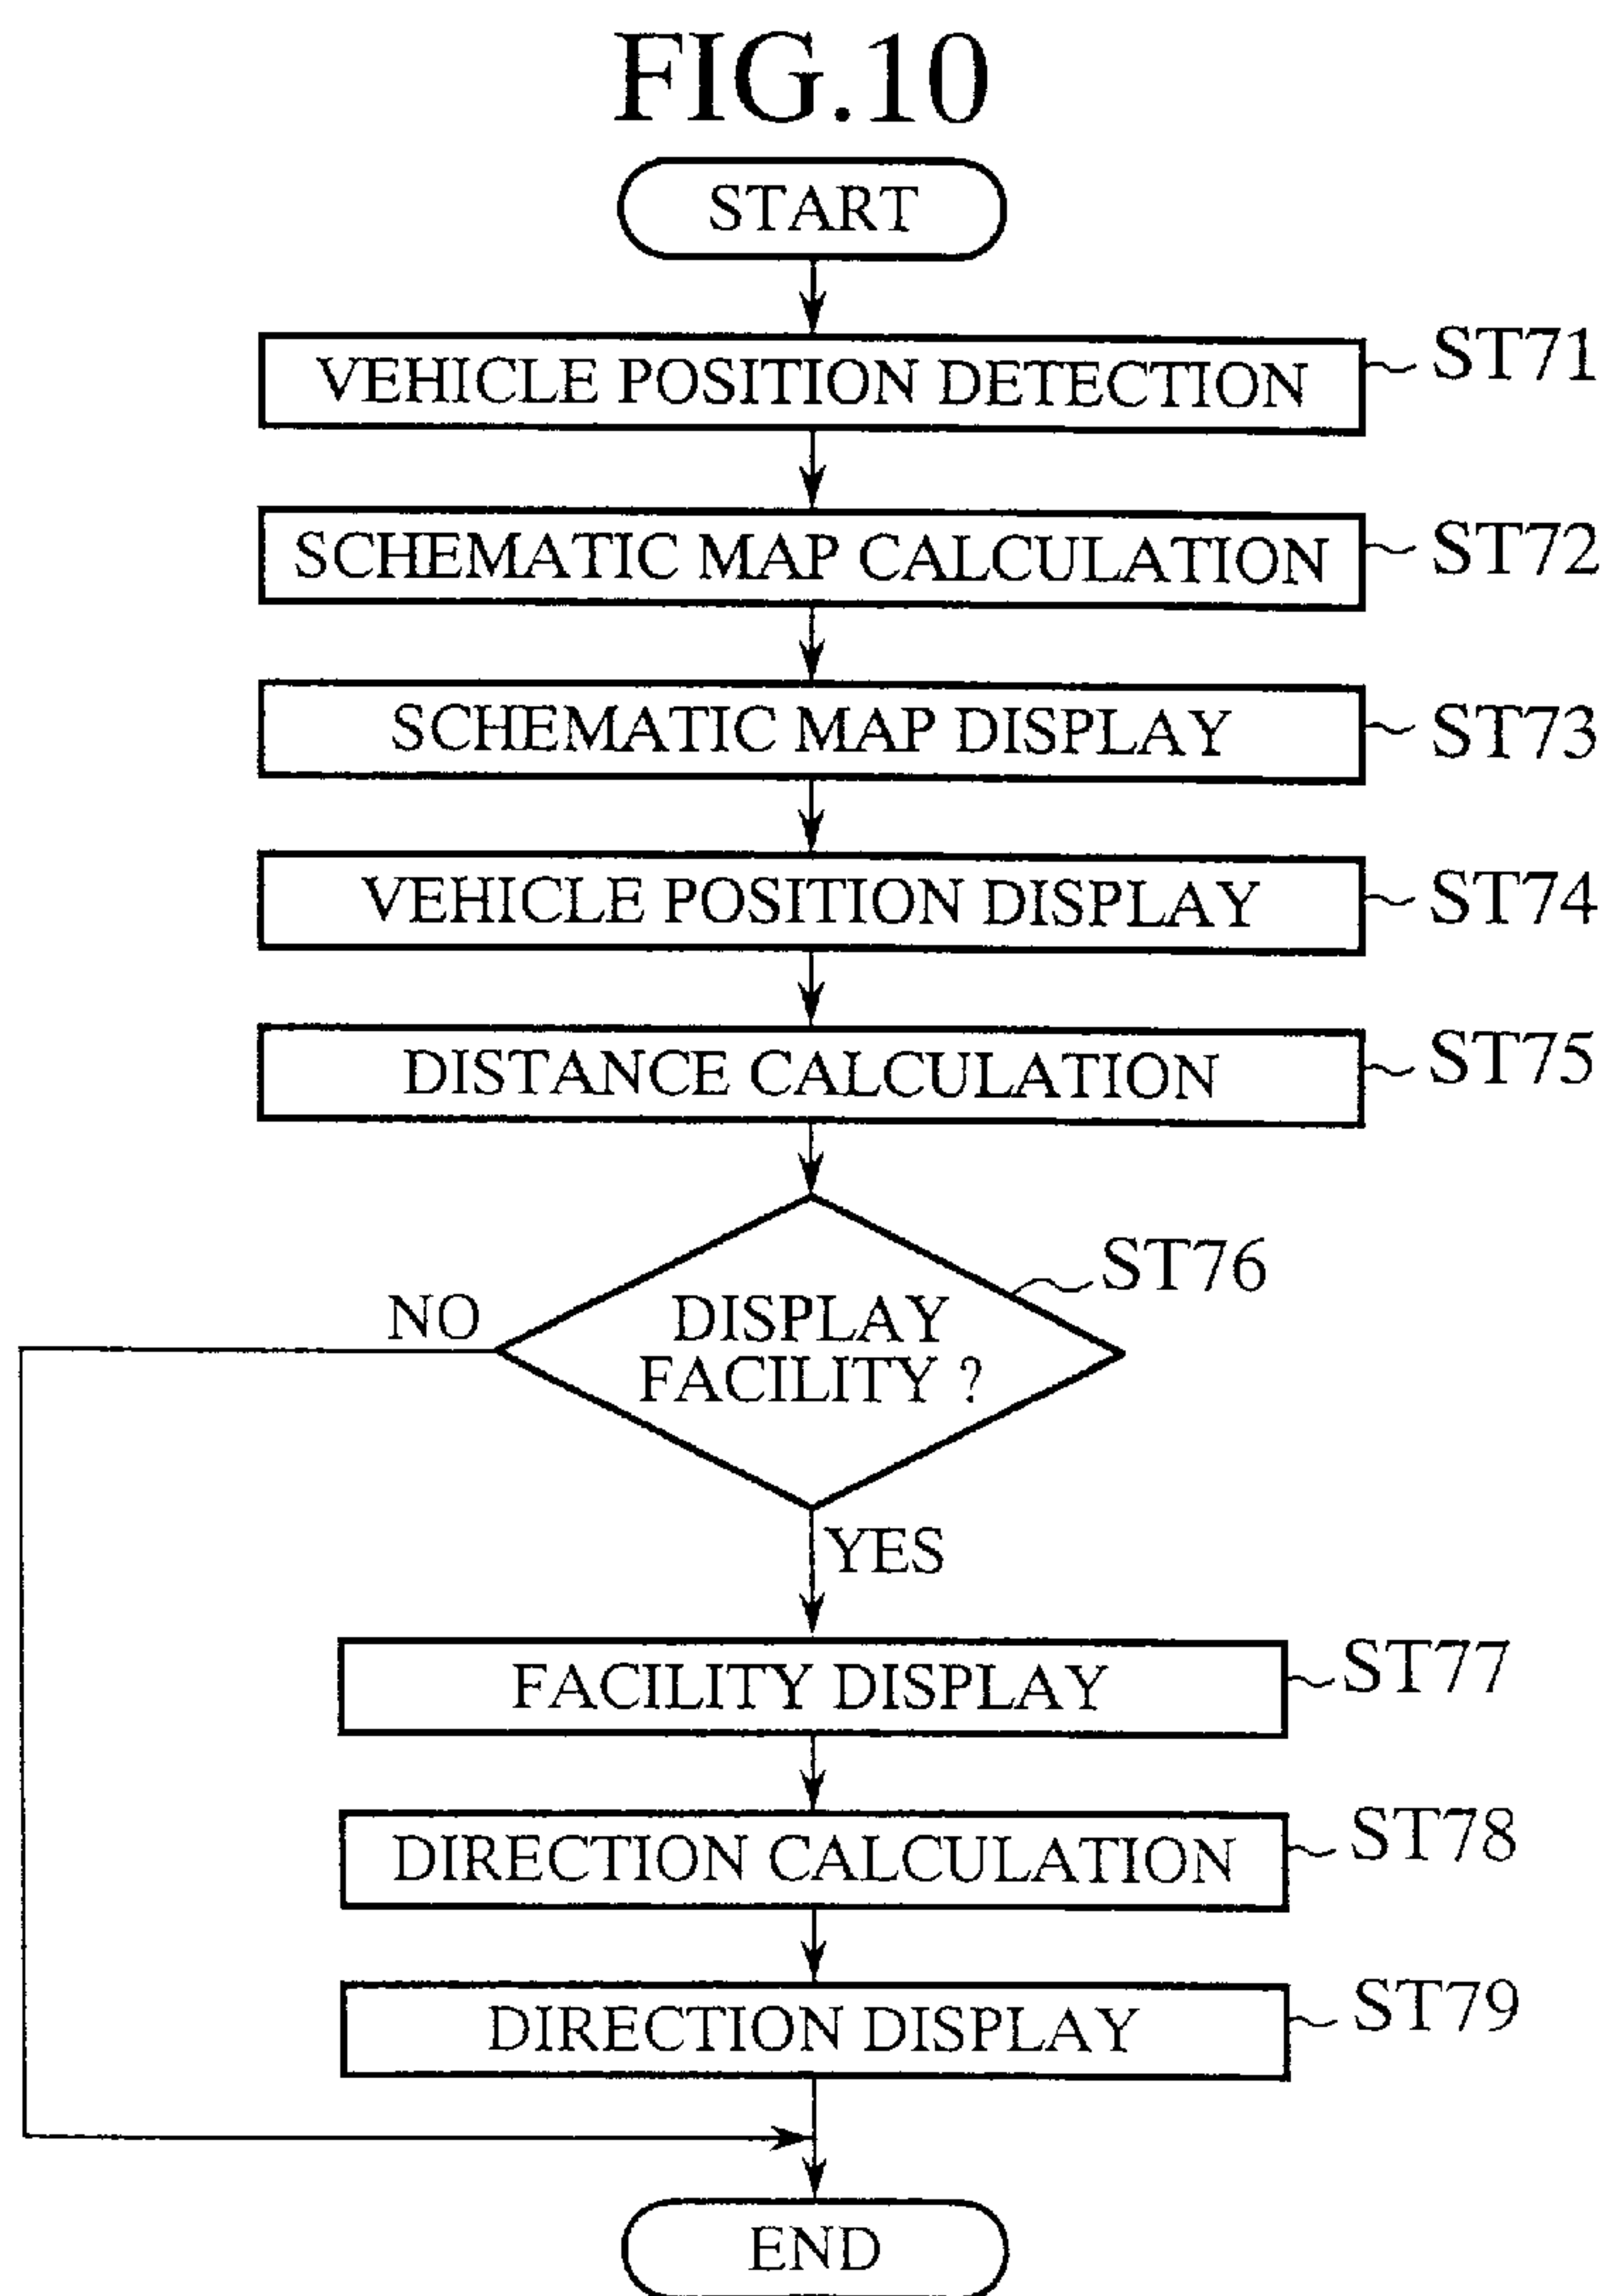 FIG.10
START
VEHICLE POSITION DETECTION
ST71
SCHEMATIC MAP CALCULATION
ST72
SCHEMATIC MAP DISPLAY
ST73
VEHICLE POSITION DISPLAY
ST74
DISTANCE CALCULATION
ST75
ST76
NO
DISPLAY
FACILITY ?
YES
FACILITY DISPLAY
ST77
DIRECTION CALCULATION
ST78
DIRECTION DISPLAY
ST79
END